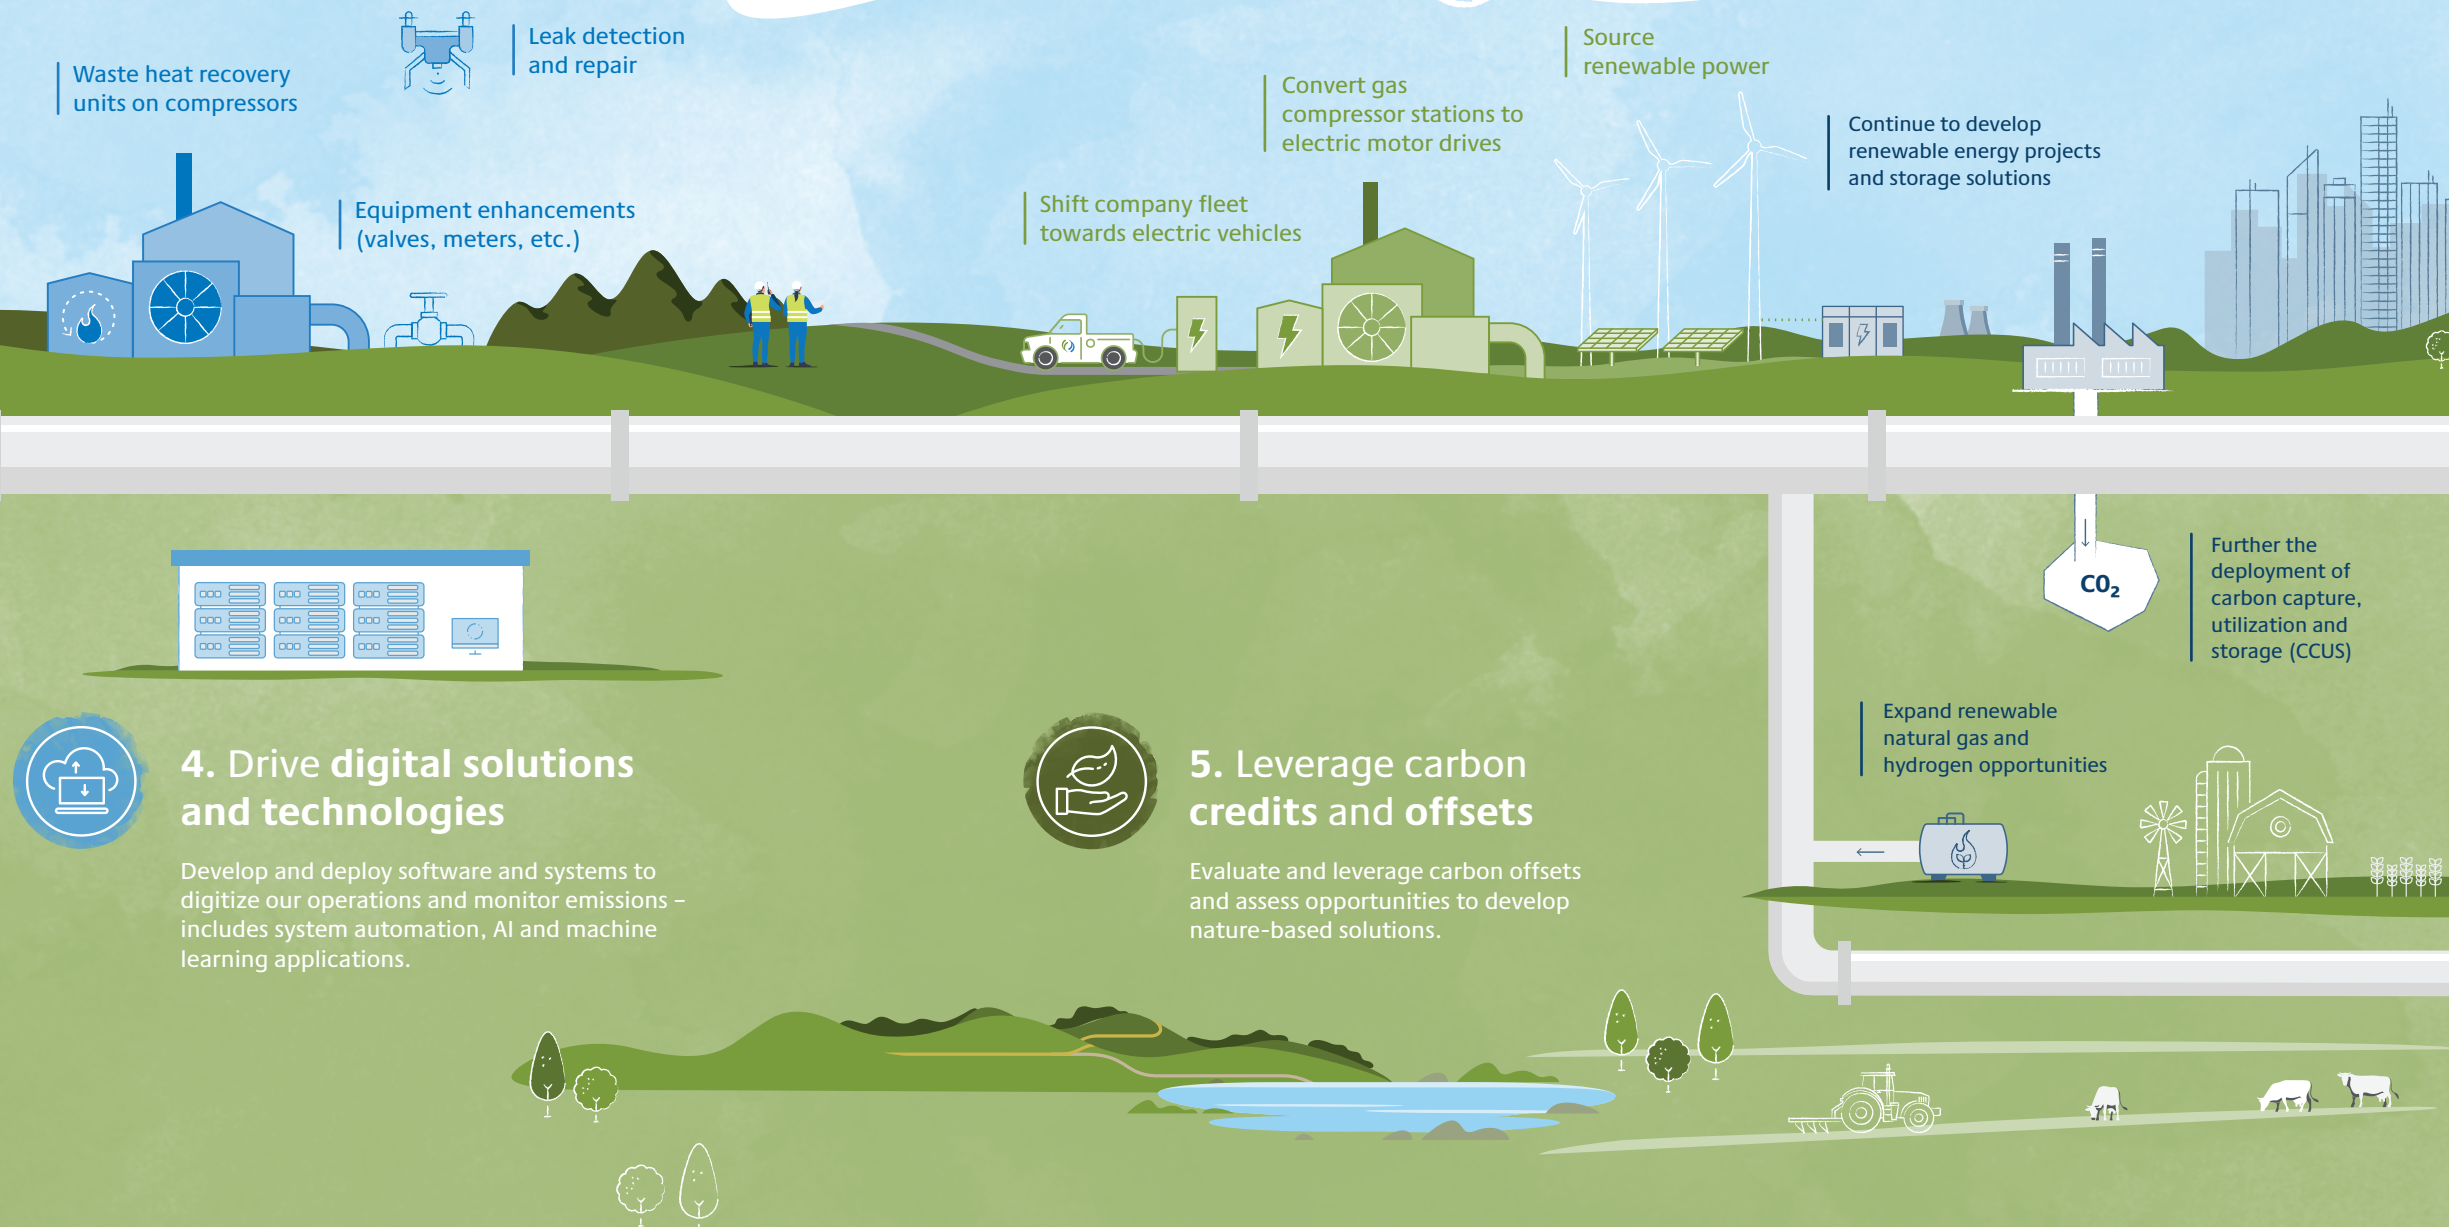 Waste heat recovery
units on compressors
Leak detection
and repair
Equipment enhancements
(valves, meters, etc.)
Shift company fleet
towards electric vehicles
Convert gas
compressor stations to
electric motor drives
Source
renewable power
Continue to develop
renewable energy projects
and storage solutions
C0₂
Further the
deployment of
carbon capture,
utilization and
storage (CCUS)
Expand renewable
natural gas and
hydrogen opportunities
4. Drive digital solutions
and technologies
Develop and deploy software and systems to
digitize our operations and monitor emissions –
includes system automation, AI and machine
learning applications.
5. Leverage carbon
credits and offsets
Evaluate and leverage carbon offsets
and assess opportunities to develop
nature-based solutions.